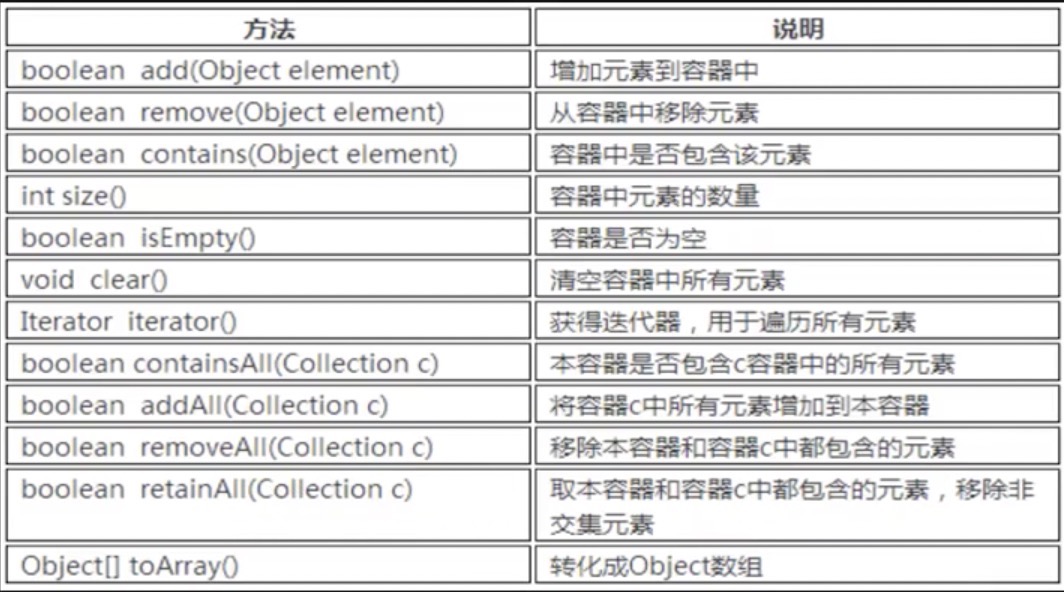 方法 说明
boolean add(Object element) 增加元素到容器中
boolean remove(Object element) 从容器中移除元素
boolean contains(Object element) 容器中是否包含该元素
int size() 容器中元素的数量
boolean isEmpty() 容器是否为空
void clear() 清空容器中所有元素
Iterator iterator() 获得迭代器，用于遍历所有元素
boolean containsAll(Collection c) 本容器是否包含c容器中的所有元素
boolean addAll(Collection c) 将容器c中所有元素增加到本容器
boolean removeAll(Collection c) 移除本容器和容器c中都包含的元素
boolean retainAll(Collection c) 取本容器和容器c中都包含的元素，移除非
交集元素
Object[] toArray() 转化成Object数组